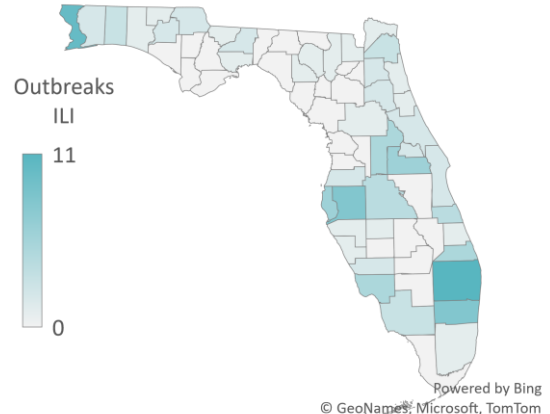 Outbreaks
ILI
11
0
Powered by Bing
© GeoNames, Microsoft, TomTom